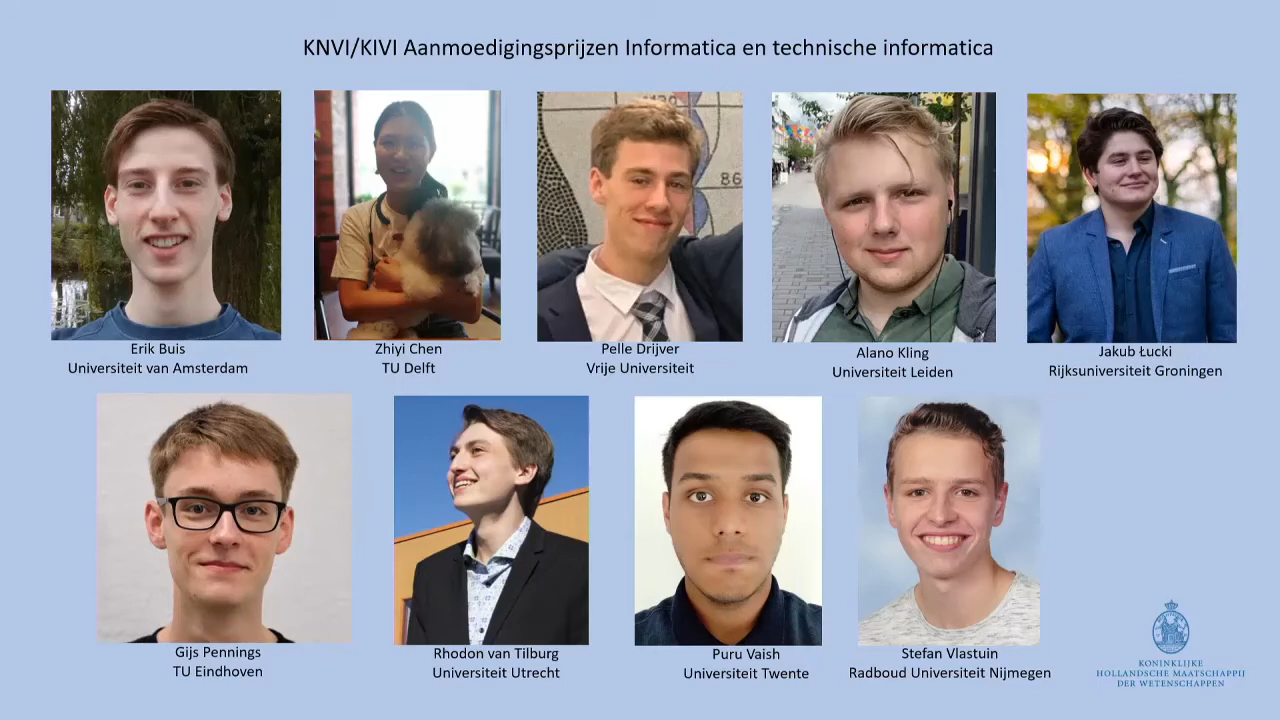 KNVI/KIVI Aanmoedigingsprijzen Informatica en technische informatica
86
Erik Buis
Universiteit van Amsterdam
Zhiyi Chen
TU Delft
Pelle Drijver
Vrije Universiteit
Alano Kling
Universiteit Leiden
Jakub Łucki
Rijksuniversiteit Groningen
Gijs Pennings
TU Eindhoven
Rhodon van Tilburg
Universiteit Utrecht
Puru Vaish
Universiteit Twente
Stefan Vlastuin
Radboud Universiteit Nijmegen
KONINKLIJKE
HOLLANDSCHE MAATSCHAPPIJ
DER WETENSCHAPPEN